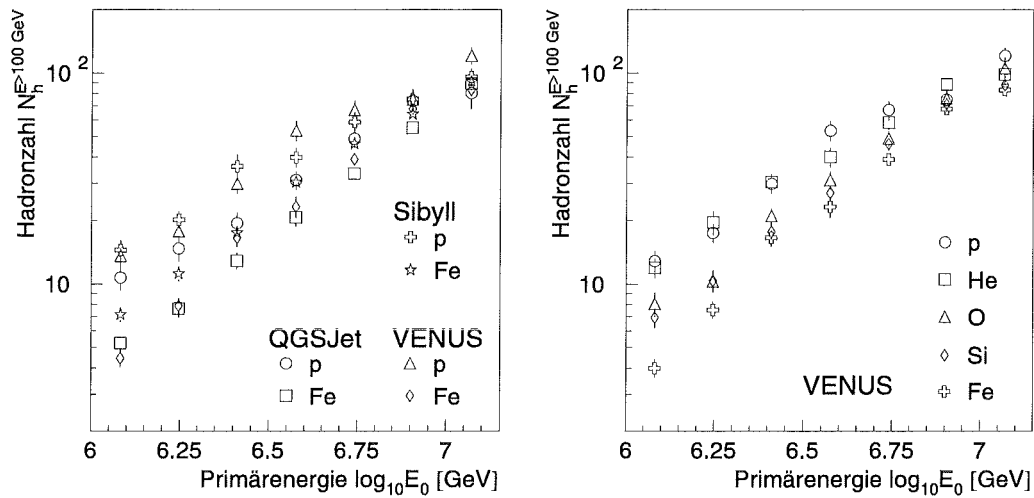 Hadronzahl N_h^{E>100 GeV}
10^2
10
Sibyll
p
Fe
QGSJet
p
Fe
VENUS
p
Fe
6 6.25 6.5 6.75 7
Primärenergie log_{10}E_0 [GeV]
Hadronzahl N_h^{E>100 GeV}
10^2
10
p
He
O
Si
Fe
VENUS
6 6.25 6.5 6.75 7
Primärenergie log_{10}E_0 [GeV]